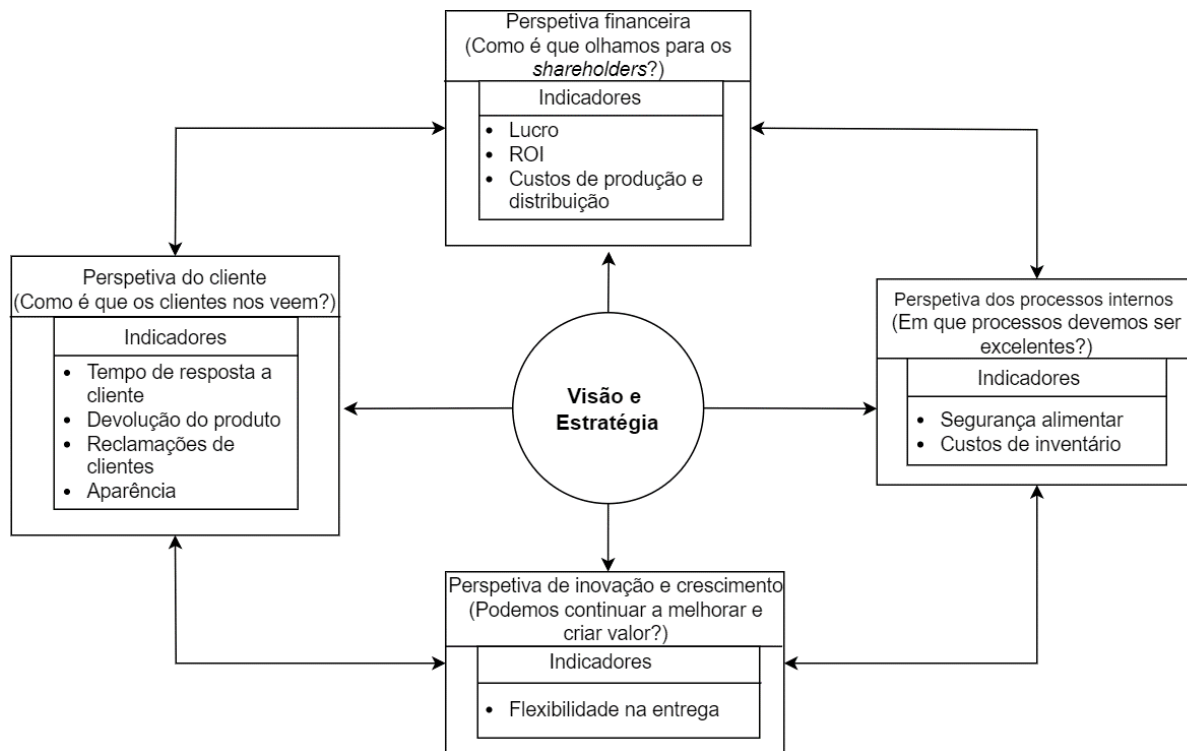 Perspetiva financeira
(Como é que olhamos para os
shareholders?)
Indicadores
• Lucro
• ROI
• Custos de produção e
distribuição
Perspetiva do cliente
(Como é que os clientes nos veem?)
Indicadores
• Tempo de resposta a
cliente
• Devolução do produto
• Reclamações de
clientes
• Aparência
Visão e
Estratégia
Perspetiva dos processos internos
(Em que processos devemos ser
excelentes?)
Indicadores
• Segurança alimentar
• Custos de inventário
Perspetiva de inovação e crescimento
(Podemos continuar a melhorar e
criar valor?)
Indicadores
• Flexibilidade na entrega